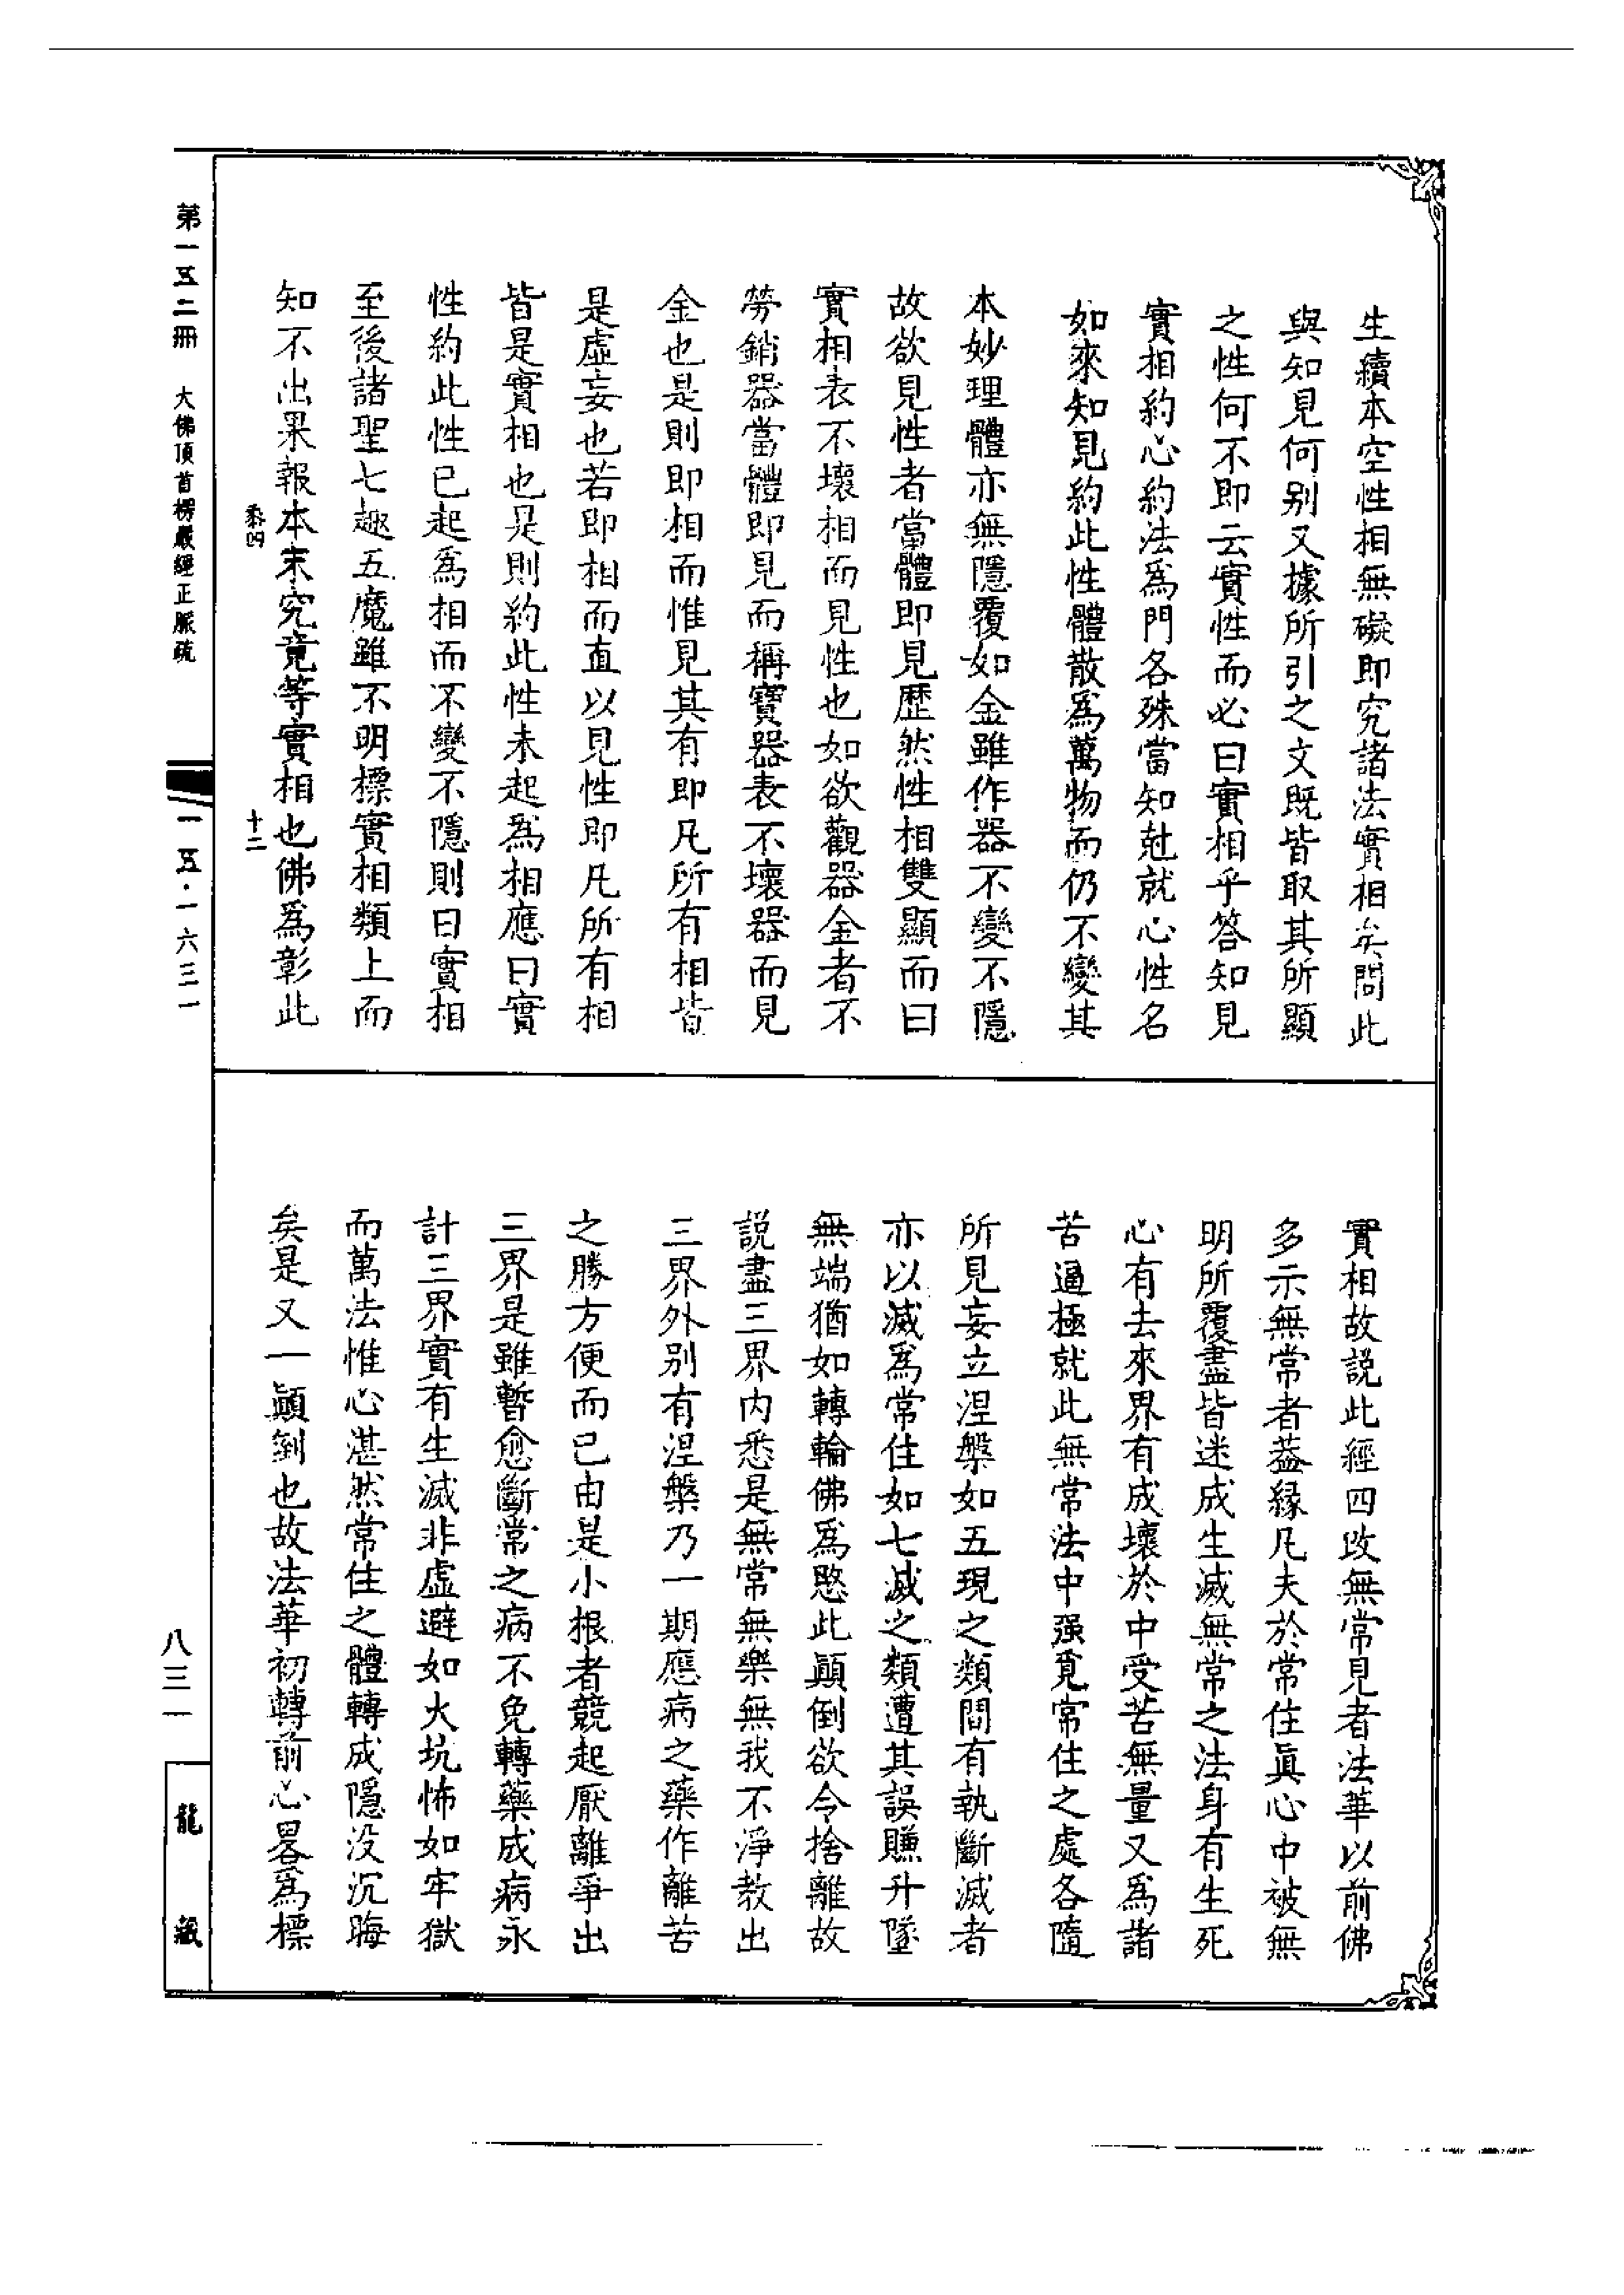 生續本空性相無礙即究諸法實相矣問此
與知見何別又據所引之文既皆取其所顯
之性何不即云實性而必曰實相乎答知見
實相約心約法為門各殊當知尅就心性名
如來知見約此性體散為萬物而仍不變其
本妙理體亦無隱覆如金雖作器不變不隱
故欲見性者當體即見歷然性相雙顯而曰
實相表不壞相而見性也如欲觀器金者不
勞銷器當體即見而稱寶器表不壞器而見
金也是則即相而惟見其有即凡所有相皆
是虛妄也若即相而直以見性即凡所有相
皆是實相也是則約此性未起為相應曰實
性約此性已起為相而不變不隱則曰實相
至後諸聖七趣五魔雖不明標實相類上而
知不出果報本末究竟等實相也佛為彰此
實相故說此經四改無常見者法華以前佛
多示無常者葢緣凡夫於常住眞心中被無
明所覆盡皆迷成生滅無常之法身有生死
心有去來界有成壞於中受苦無量又為諸
苦逼極就此無常法中强覓常住之處各隨
所見妄立涅槃如五現之類間有執斷滅者
亦以滅為常住如七滅之類遭其誤賺升墜
無端猶如轉輪佛為愍此顚倒欲令捨離故
說盡三界內悉是無常無樂無我不淨教出
三界外別有涅槃乃一期應病之藥作離苦
之勝方便而已由是小根者競起厭離爭出
三界是雖暫愈斷常之病不免轉藥成病永
計三界實有生滅非虛避如火坑怖如牢獄
而萬法惟心湛然常住之體轉成隱沒沉晦
矣是又一顚倒也故法華初轉前心畧為標
黍四
十二
第一五二冊 大佛頂首楞嚴經正脈疏
一五·一六三一
八三一
龍藏